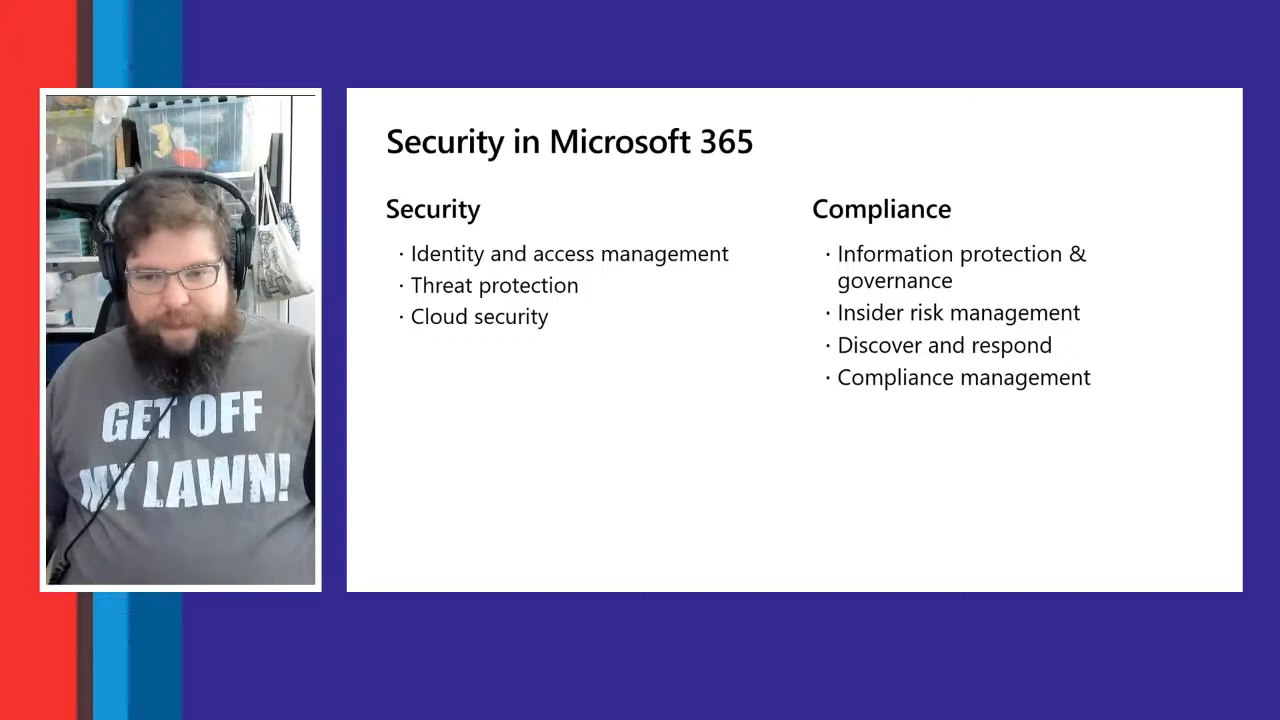 GET OFF
MY LAWN!
Security in Microsoft 365
Security
· Identity and access management
· Threat protection
· Cloud security
Compliance
· Information protection &
governance
· Insider risk management
· Discover and respond
· Compliance management